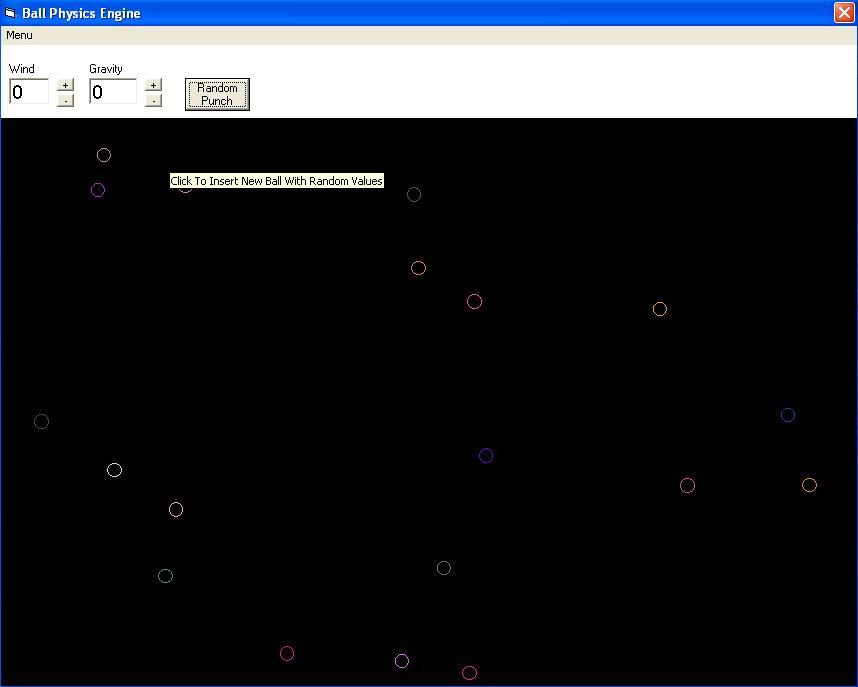 Ball Physics Engine
Menu
Wind
Gravity
0
+
-
0
+
-
Random
Punch
Click To Insert New Ball With Random Values